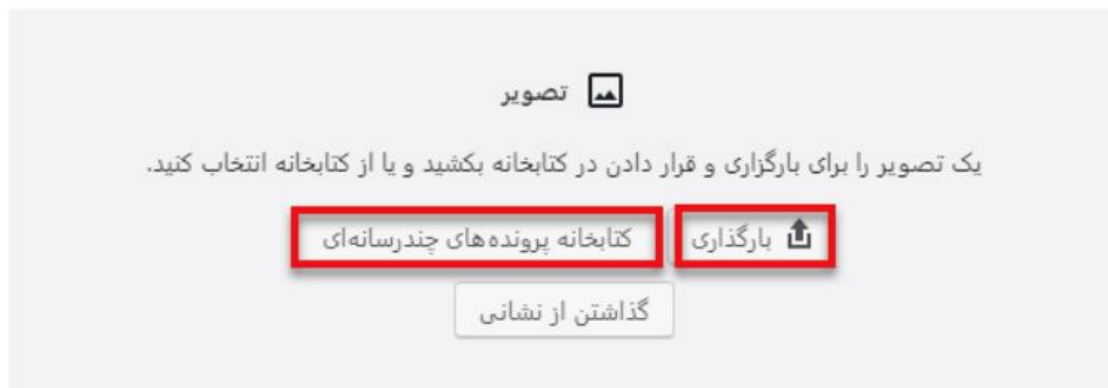 تصویر
یک تصویر را برای بارگزاری و قرار دادن در کتابخانه بکشید و یا از کتابخانه انتخاب کنید.
بارگذاری کتابخانه پرونده‌های چندرسانه‌ای
گذاشتن از نشانی